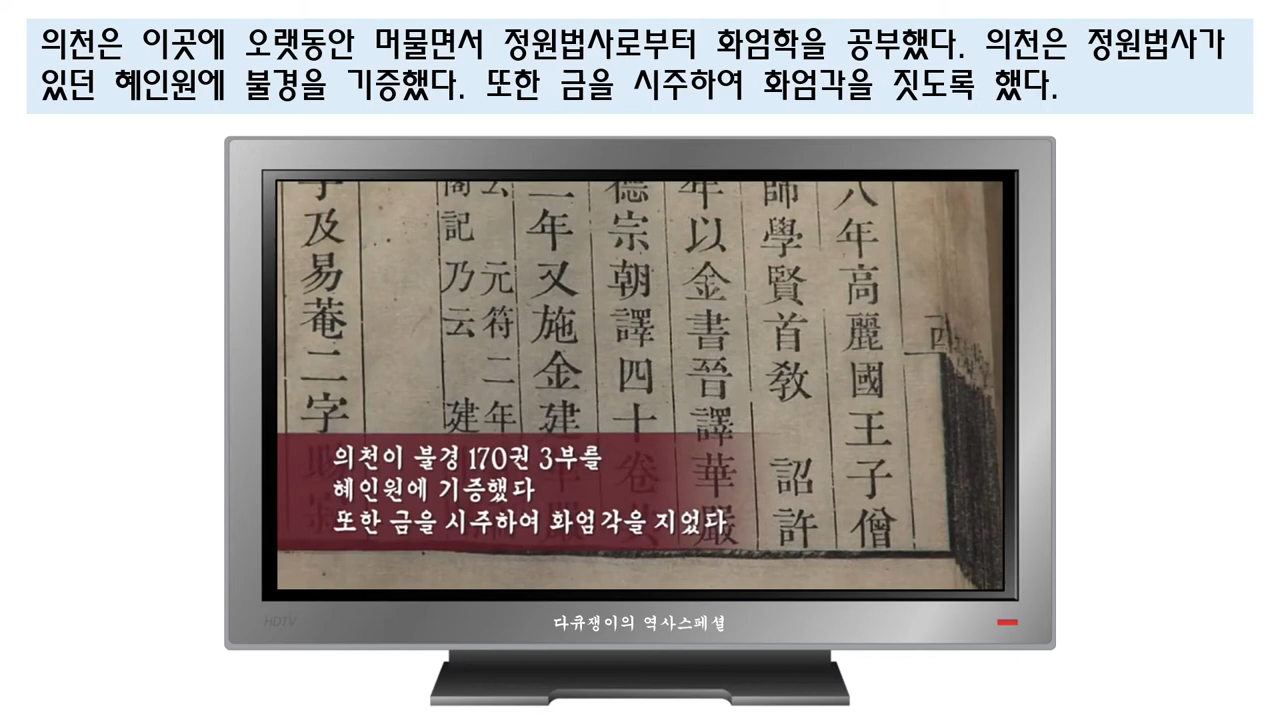 의천은 이곳에 오랫동안 머물면서 정원법사로부터 화엄학을 공부했다. 의천은 정원법사가
있던 혜인원에 불경을 기증했다. 또한 금을 시주하여 화엄각을 짓도록 했다.
八年高麗國王子僧
師學賢首教 詔許
年以金書晉譯華嚴
德宗朝譯四十卷共
二年又施金建華嚴
元符二年
閣記乃云 建
字及易菴二字
의천이 불경 170권 3부를
혜인원에 기증했다
또한 금을 시주하여 화엄각을 지었다
HDTV
다큐쟁이의 역사스페셜